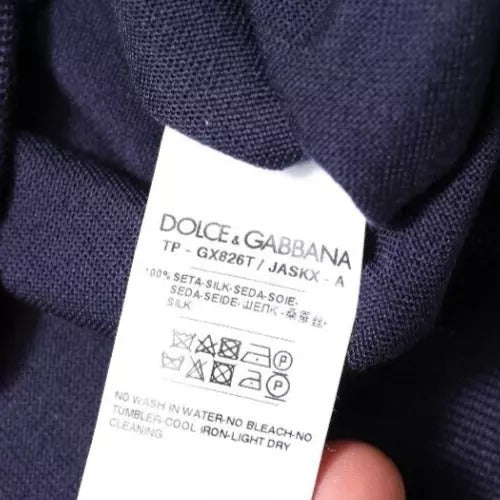 DOLCE & GABBANA
TP - GX826T / JASKX - A
100% SETA-SILK-SEDA-SOIE-
SEDA-SEIDE-ШЕЛК-桑蚕丝-
SILK
NO WASH IN WATER-NO BLEACH-NO
TUMBLER-COOL IRON-LIGHT DRY
CLEANING